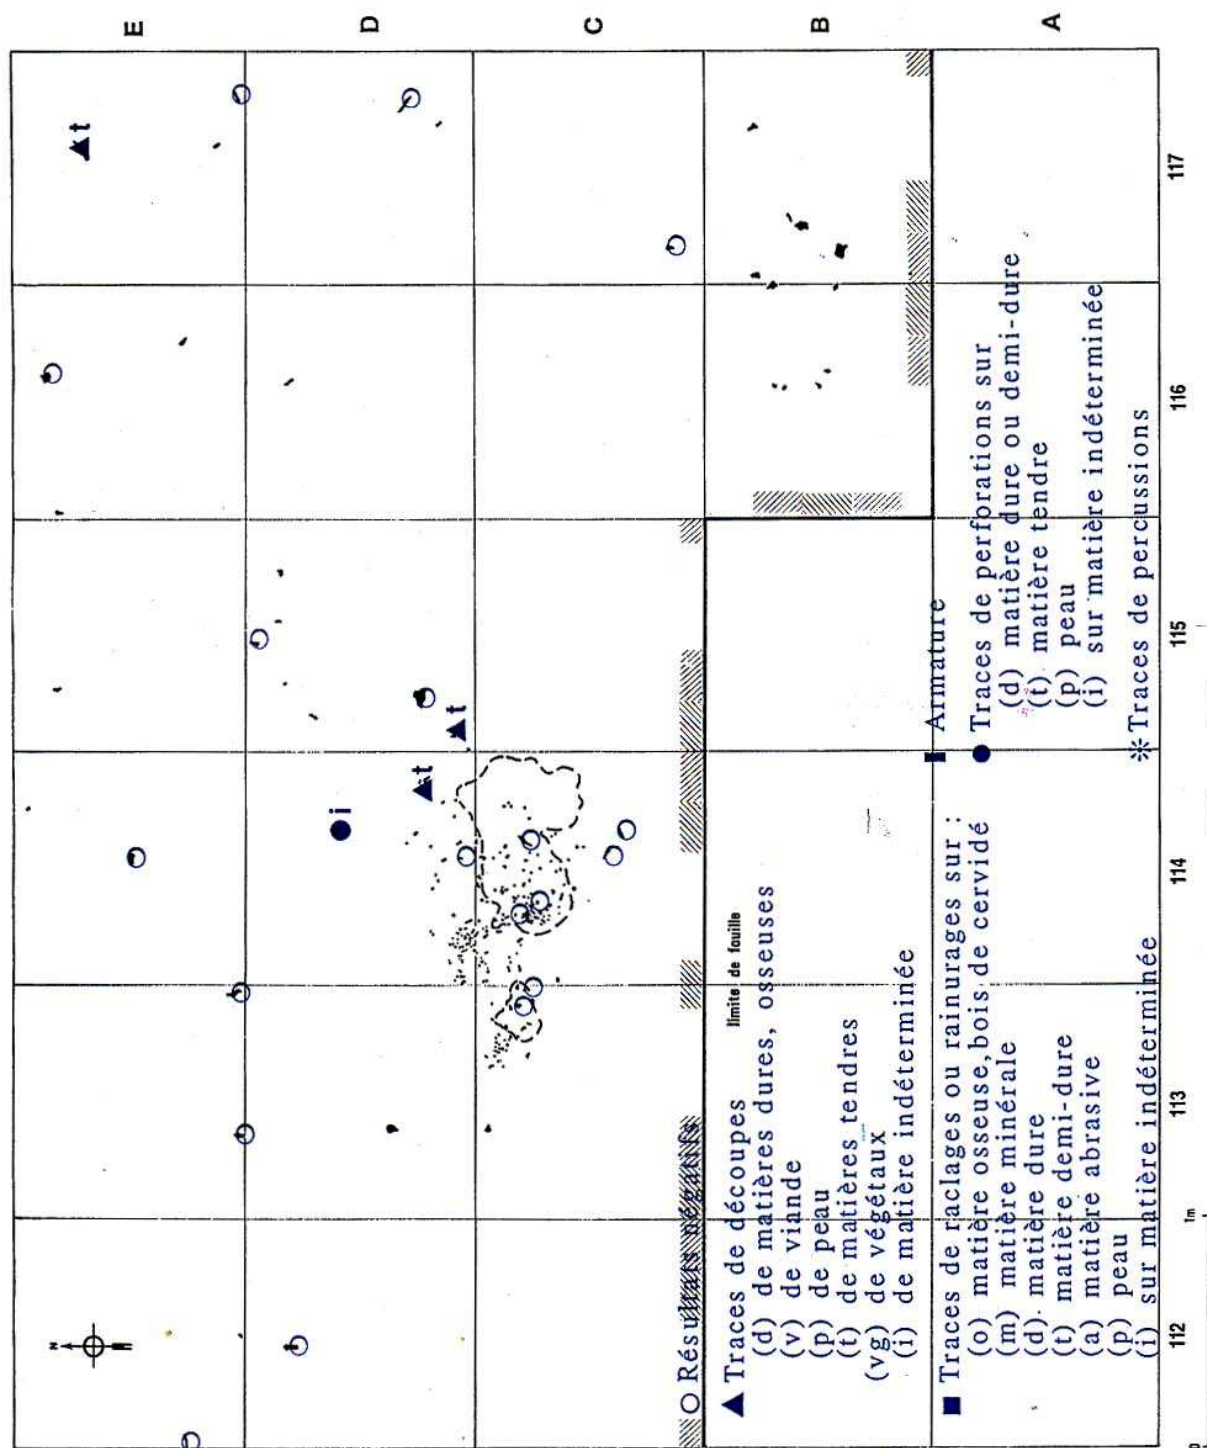 E
D
C
B
A
N
t
t
t
i
112
113
114
115
116
117
0
1m
limite de fouille
Résultats négatifs
Traces de découpes
(d) de matières dures, osseuses
(v) de viande
(p) de peau
(t) de matières tendres
(vg) de végétaux
(i) de matière indéterminée
Traces de raclages ou rainurages sur :
(o) matière osseuse, bois de cervidé
(m) matière minérale
(d) matière dure
(t) matière demi-dure
(a) matière abrasive
(p) peau
(i) sur matière indéterminée
Armature
Traces de perforations sur
(d) matière dure ou demi-dure
(t) matière tendre
(p) peau
(i) sur matière indéterminée
Traces de percussions